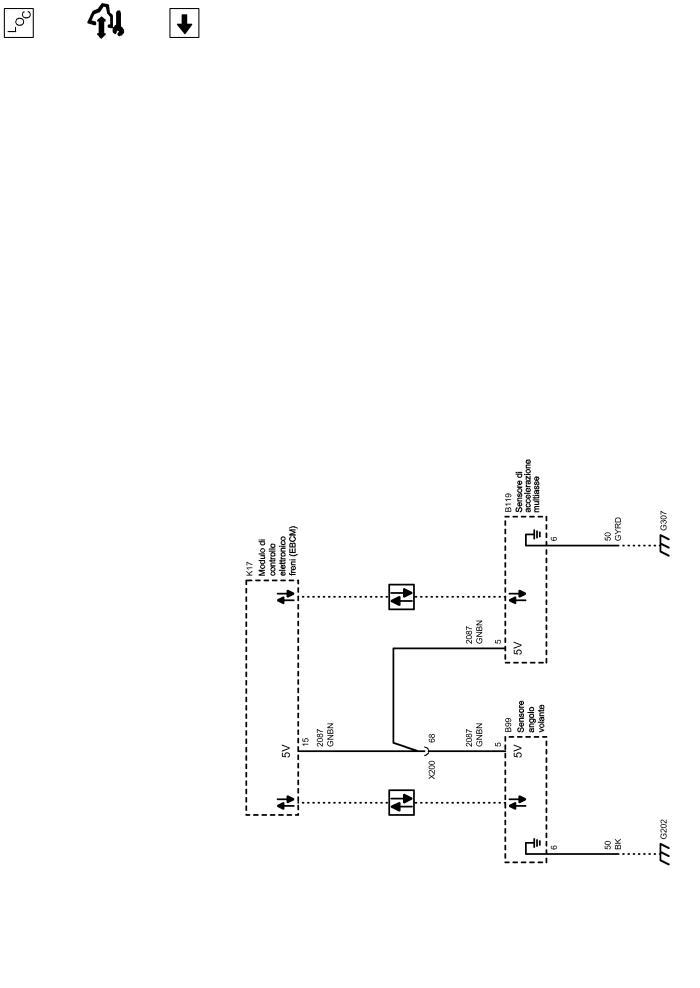 LOC
K17
Modulo di
controllo
elettronico
freni (EBCM)
5V
15
2087
GNBN
X200
68
2087
GNBN
5
2087
GNBN
5
B99
Sensore
angolo
volante
5V
6
50
BK
G202
B119
Sensore di
accelerazione
multiasse
5V
6
50
GYRD
G307